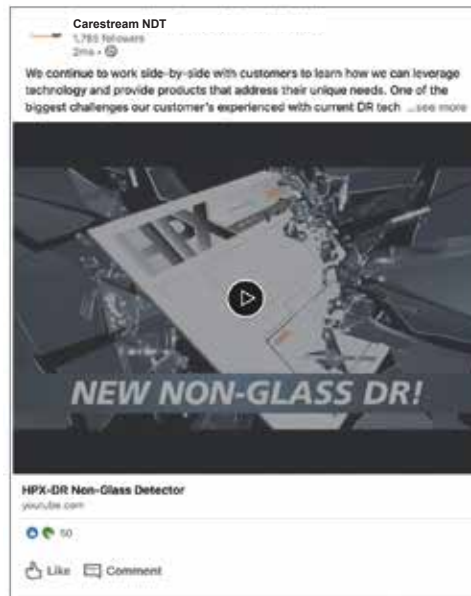 Carestream NDT
1,785 followers
2mo •
We continue to work side-by-side with customers to learn how we can leverage
technology and provide products that address their unique needs. One of the
biggest challenges our customer's experienced with current DR tech ...see more
HPX
NEW NON-GLASS DR!
HPX-DR Non-Glass Detector
youtube.com
50
Like Comment